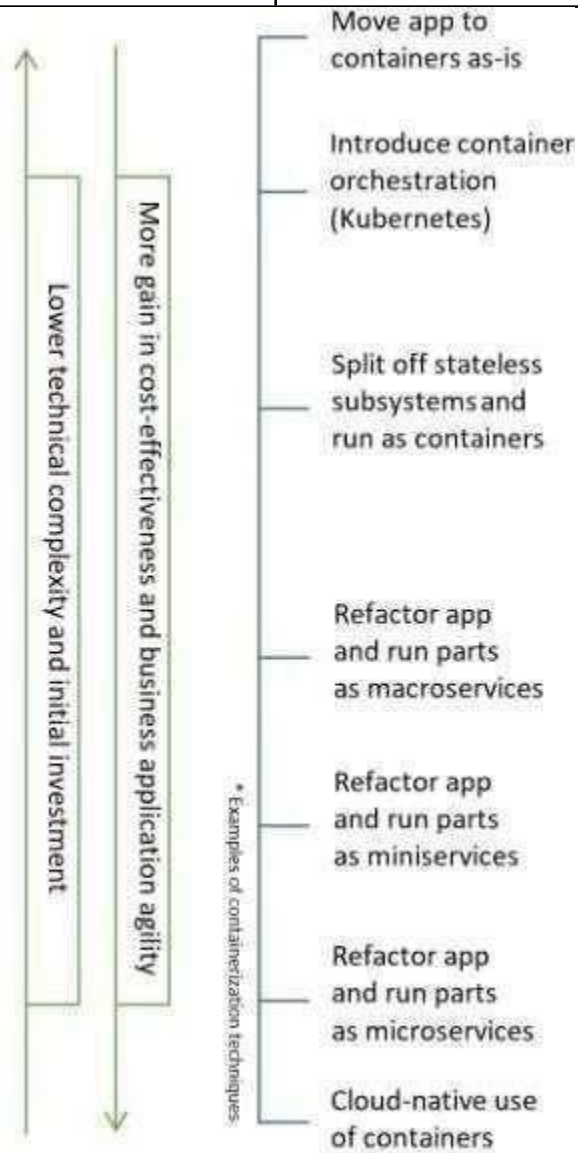 Move app to
containers as-is
Introduce container
orchestration
(Kubernetes)
Split off stateless
subsystems and
run as containers
Refactor app
and run parts
as macroservices
Refactor app
and run parts
as miniservices
Refactor app
and run parts
as microservices
Cloud-native use
of containers
* Examples of containerization techniques
More gain in cost-effectiveness and business application agility
Lower technical complexity and initial investment